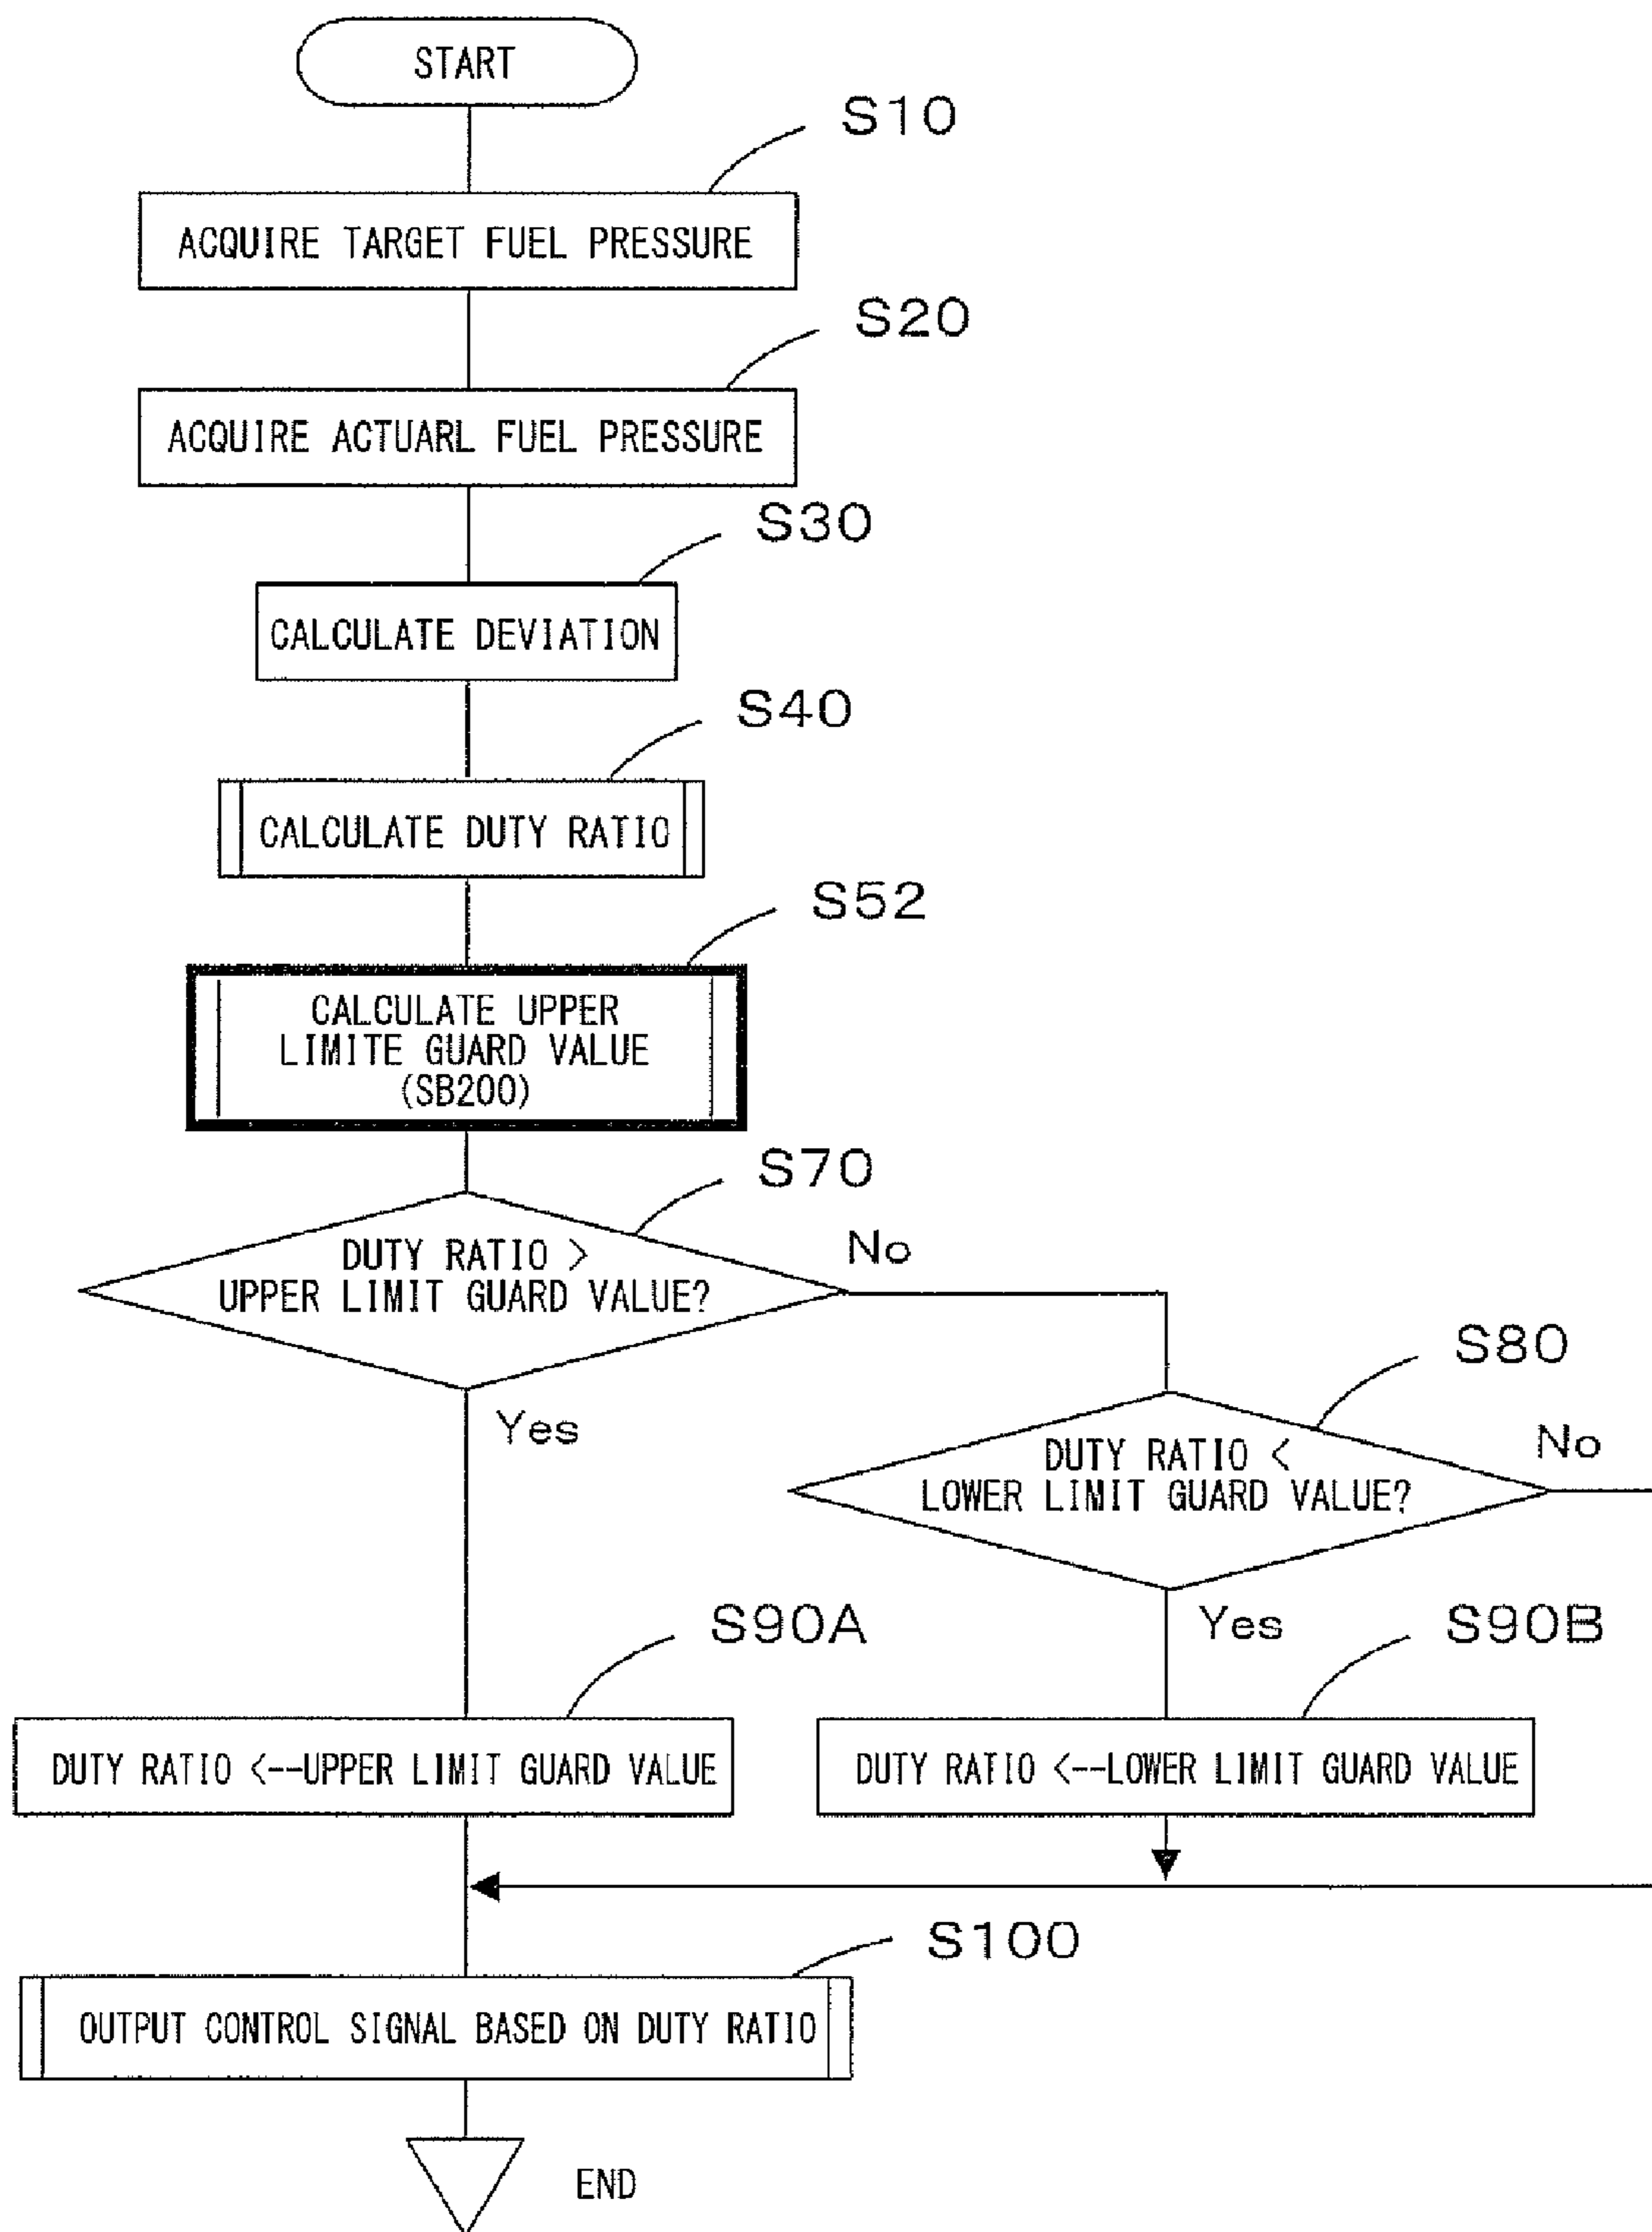 START
S10
ACQUIRE TARGET FUEL PRESSURE
S20
ACQUIRE ACTUARL FUEL PRESSURE
S30
CALCULATE DEVIATION
S40
CALCULATE DUTY RATIO
S52
CALCULATE UPPER
LIMITE GUARD VALUE
(SB200)
S70
DUTY RATIO >
UPPER LIMIT GUARD VALUE?
No
Yes
S80
DUTY RATIO <
LOWER LIMIT GUARD VALUE?
No
Yes
S90A
DUTY RATIO <--UPPER LIMIT GUARD VALUE
S90B
DUTY RATIO <--LOWER LIMIT GUARD VALUE
S100
OUTPUT CONTROL SIGNAL BASED ON DUTY RATIO
END